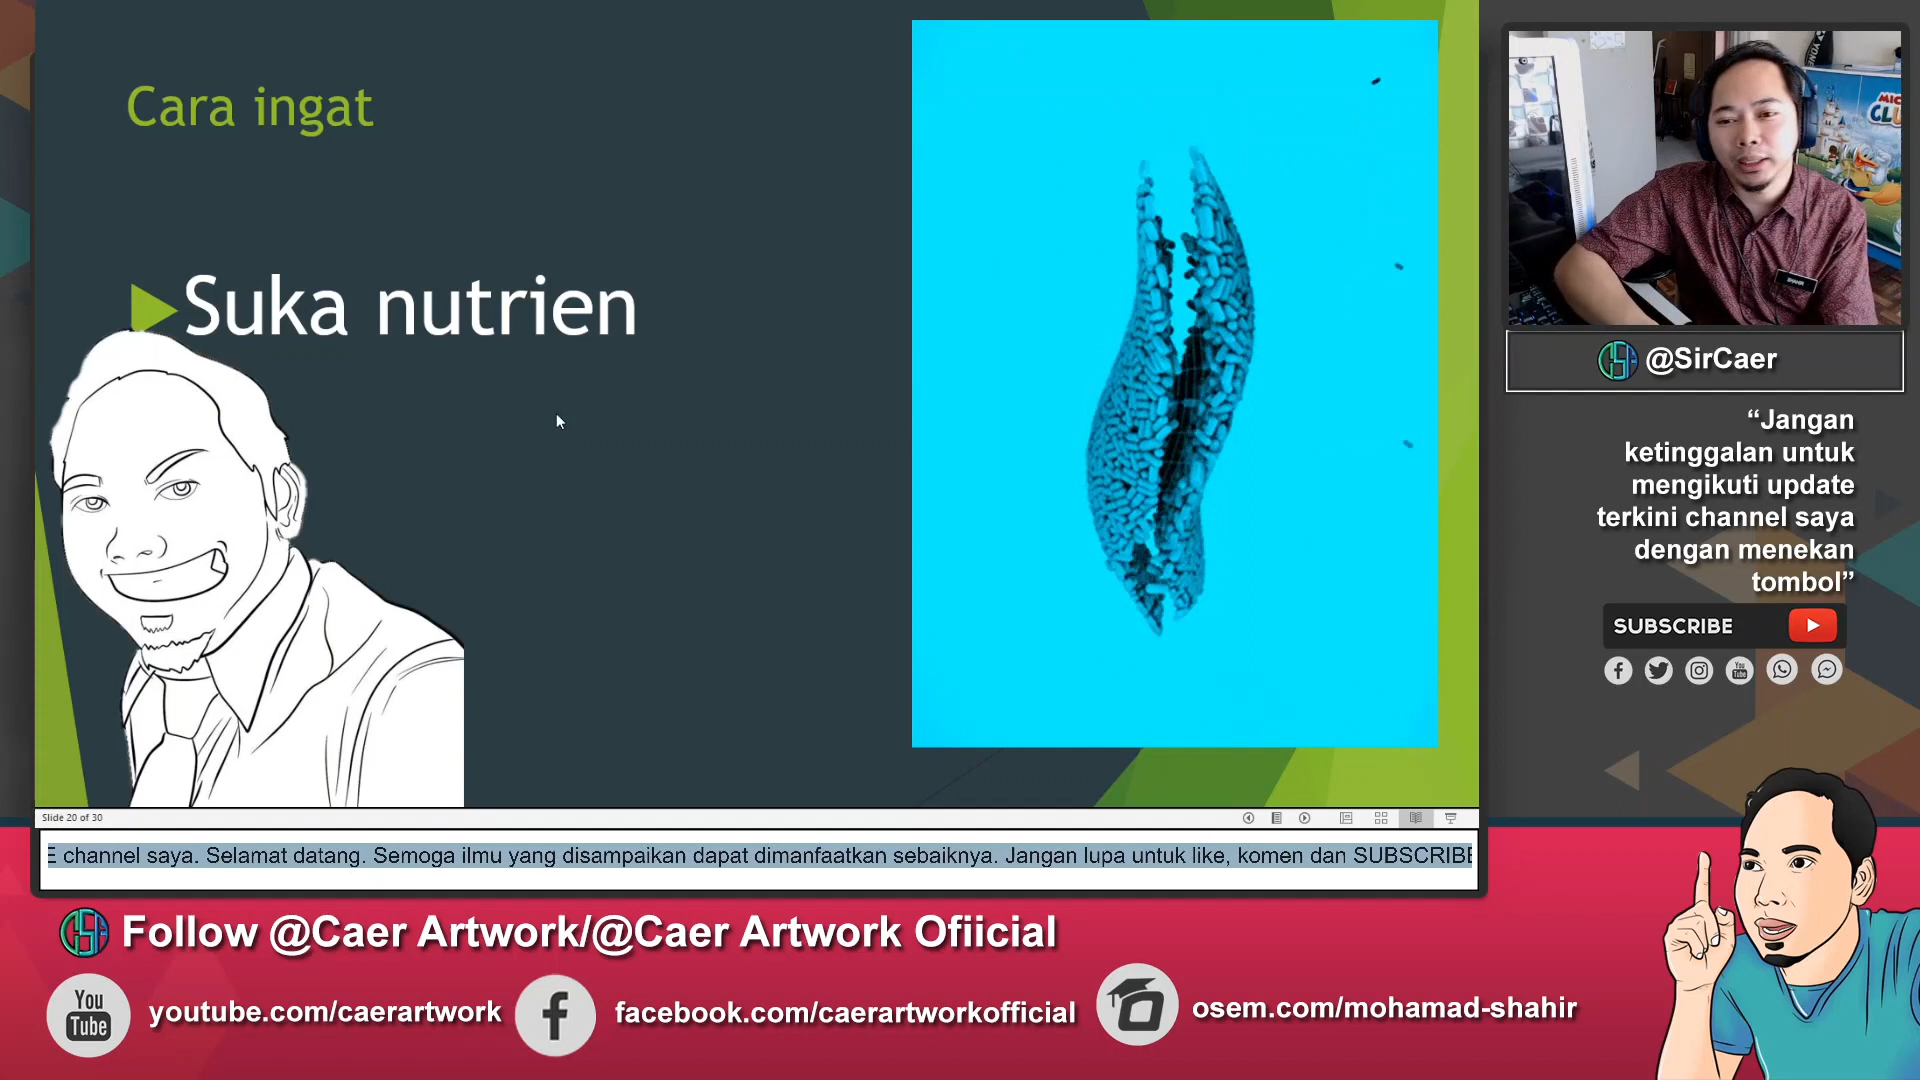 Cara ingat
Suka nutrien
Slide 20 of 30
E channel saya. Selamat datang. Semoga ilmu yang disampaikan dapat dimanfaatkan sebaiknya. Jangan lupa untuk like, komen dan SUBSCRIBE
@SirCaer
“Jangan
ketinggalan untuk
mengikuti update
terkini channel saya
dengan menekan
tombol”
SUBSCRIBE
Follow @Caer Artwork/@Caer Artwork Ofiicial
You
Tube
youtube.com/caerartwork
facebook.com/caerartworkofficial
osem.com/mohamad-shahir